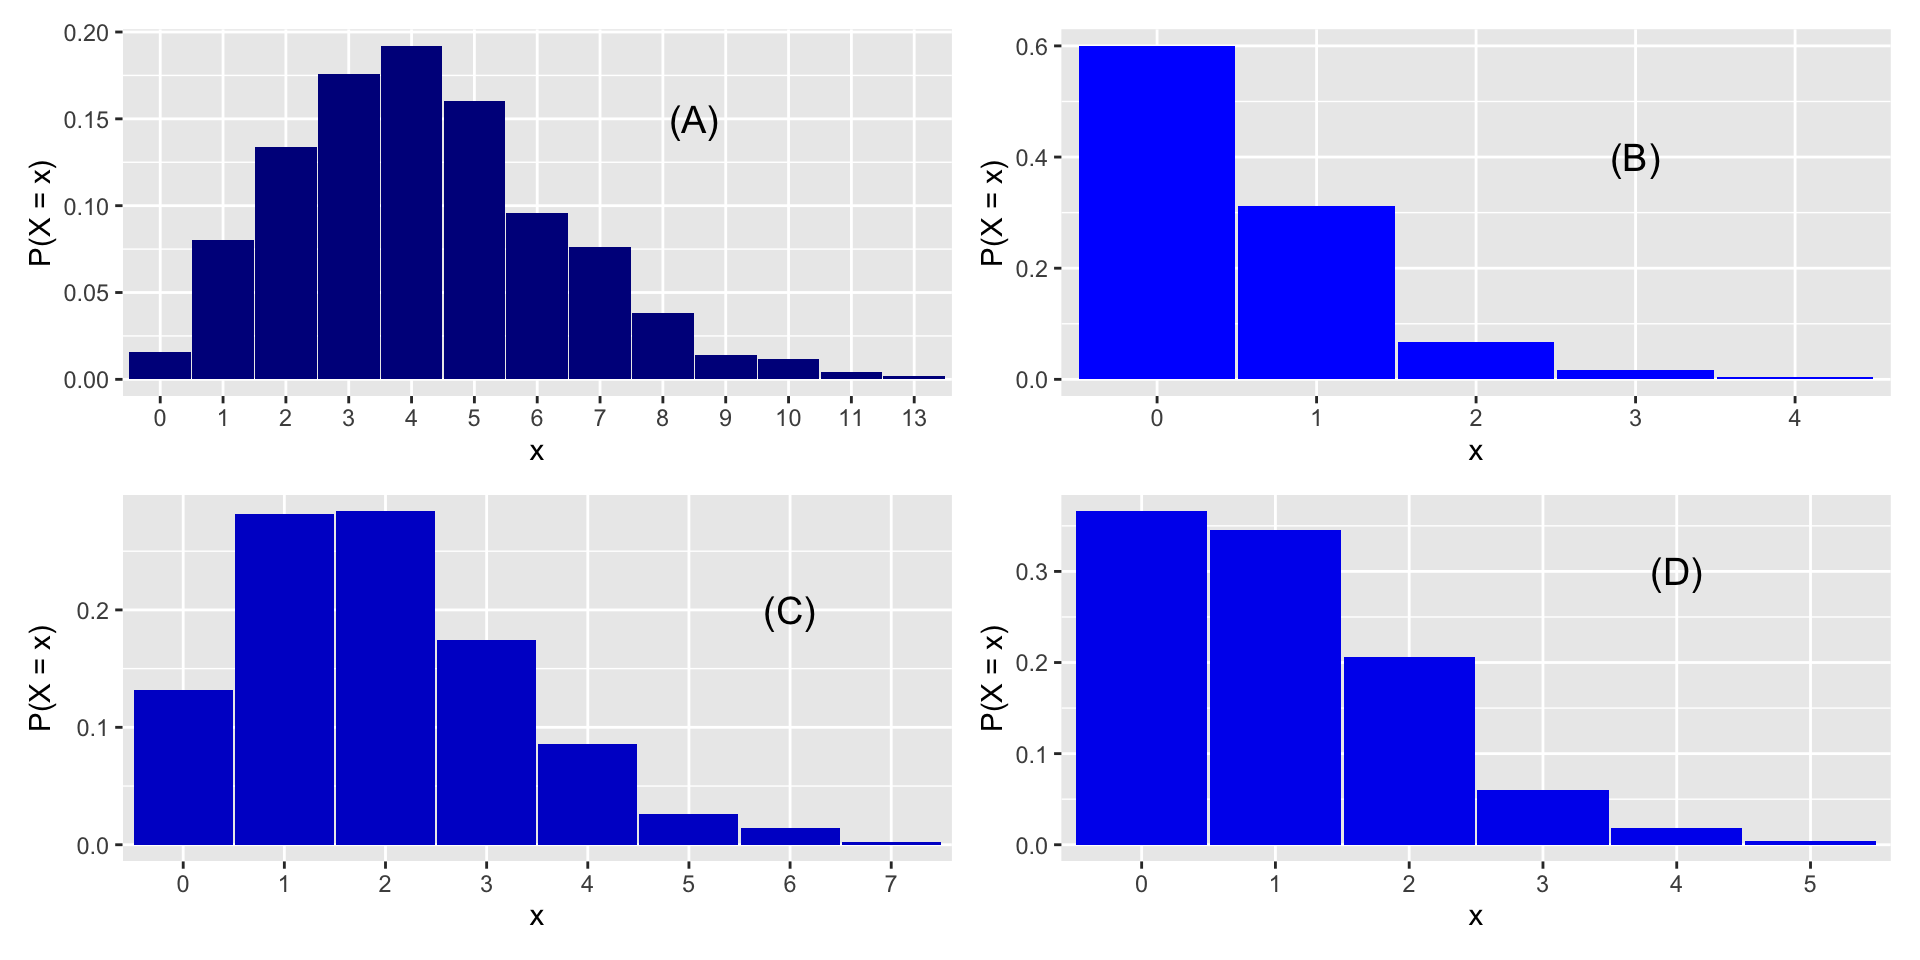 0.20
0.15
0.10
0.05
0.00
P(X = x)
(A)
0 1 2 3 4 5 6 7 8 9 10 11 13
x
0.6
0.4
0.2
0.0
P(X = x)
(B)
0 1 2 3 4
x
0.2
0.1
0.0
P(X = x)
(C)
0 1 2 3 4 5 6 7
x
0.3
0.2
0.1
0.0
P(X = x)
(D)
0 1 2 3 4 5
x